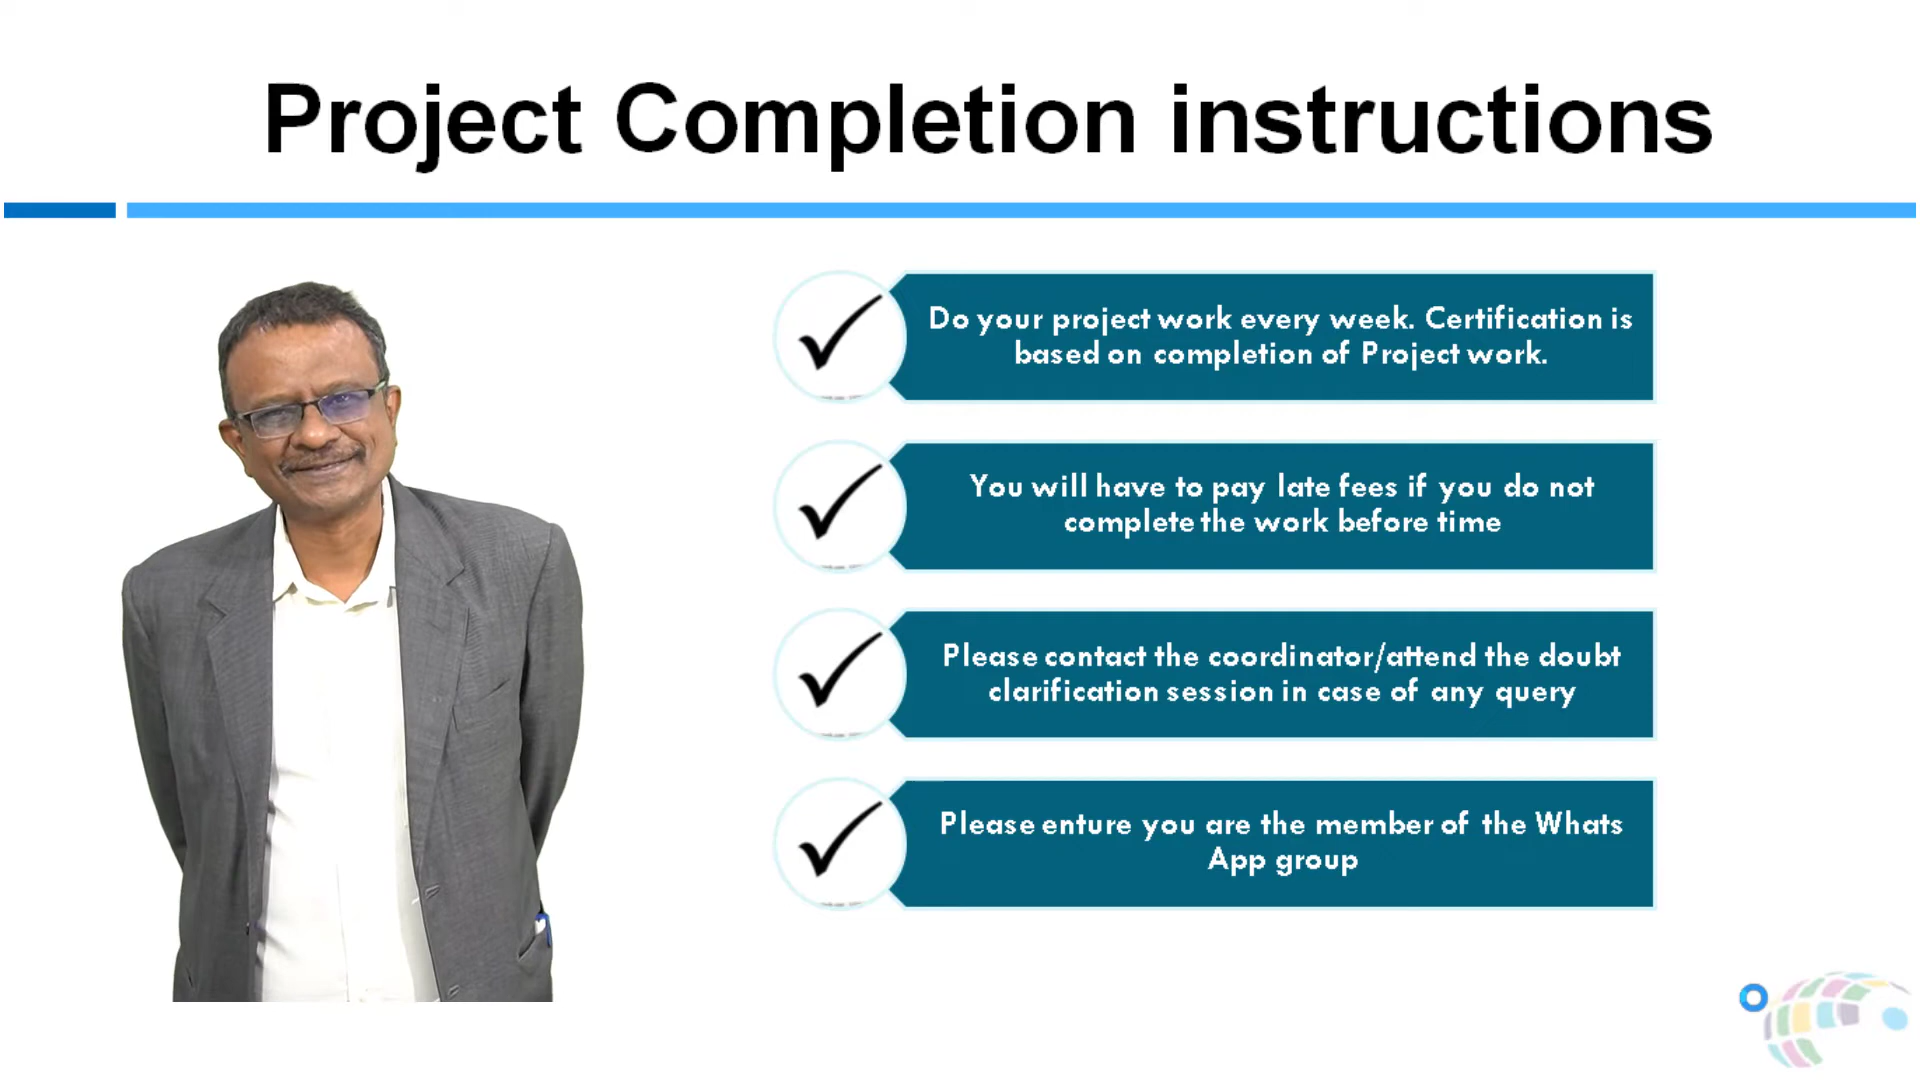 Project Completion instructions
Do your project work every week. Certification is
based on completion of Project work.
You will have to pay late fees if you do not
complete the work before time
Please contact the coordinator/attend the doubt
clarification session in case of any query
Please enture you are the member of the Whats
App group